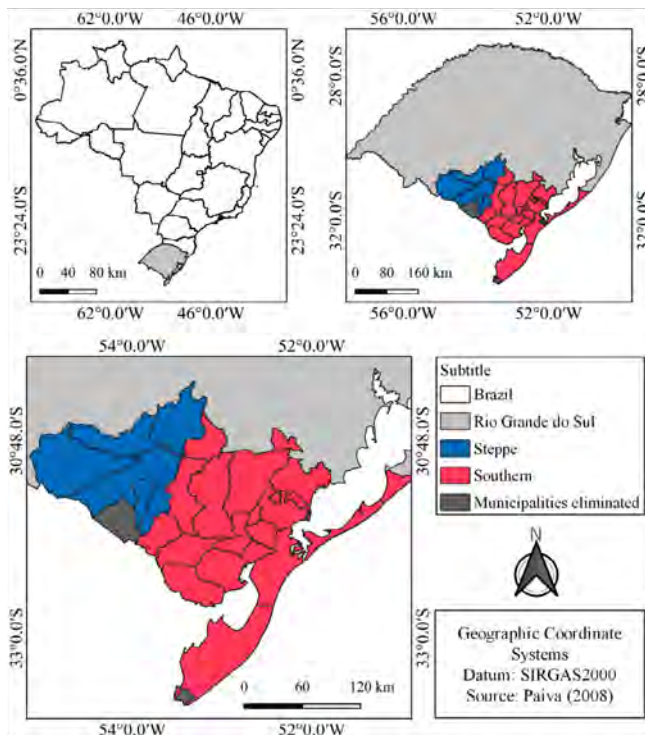 62°0.0'W 46°0.0'W
0°36.0'N
0°36.0'N
23°24.0'S
23°24.0'S
0 40 80 km
62°0.0'W 46°0.0'W
56°0.0'W 52°0.0'W
28°0.0'S
28°0.0'S
32°0.0'S
32°0.0'S
0 80 160 km
56°0.0'W 52°0.0'W
54°0.0'W 52°0.0'W
30°48.0'S
30°48.0'S
33°0.0'S
33°0.0'S
0 60 120 km
54°0.0'W 52°0.0'W
Subtitle
Brazil
Rio Grande do Sul
Steppe
Southern
Municipalities eliminated
N
Geographic Coordinate
Systems
Datum: SIRGAS2000
Source: Paiva (2008)